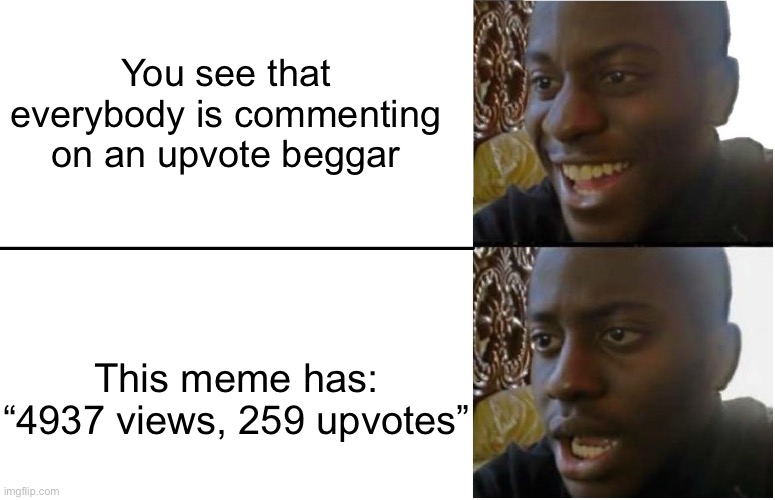 You see that
everybody is commenting
on an upvote beggar
This meme has:
“4937 views, 259 upvotes”
imgflip.com